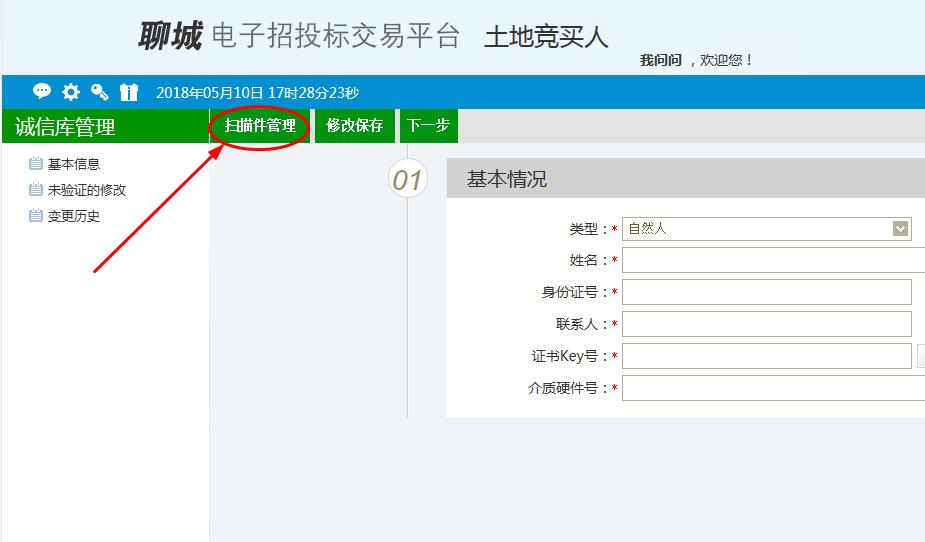 聊城 电子招投标交易平台 土地竞买人
我问问 ，欢迎您！
2018年05月10日 17时28分23秒
诚信库管理
扫描件管理 修改保存 下一步
基本信息
未验证的修改
变更历史
01 基本情况
类型：* 自然人
姓名：*
身份证号：*
联系人：*
证书Key号：*
介质硬件号：*